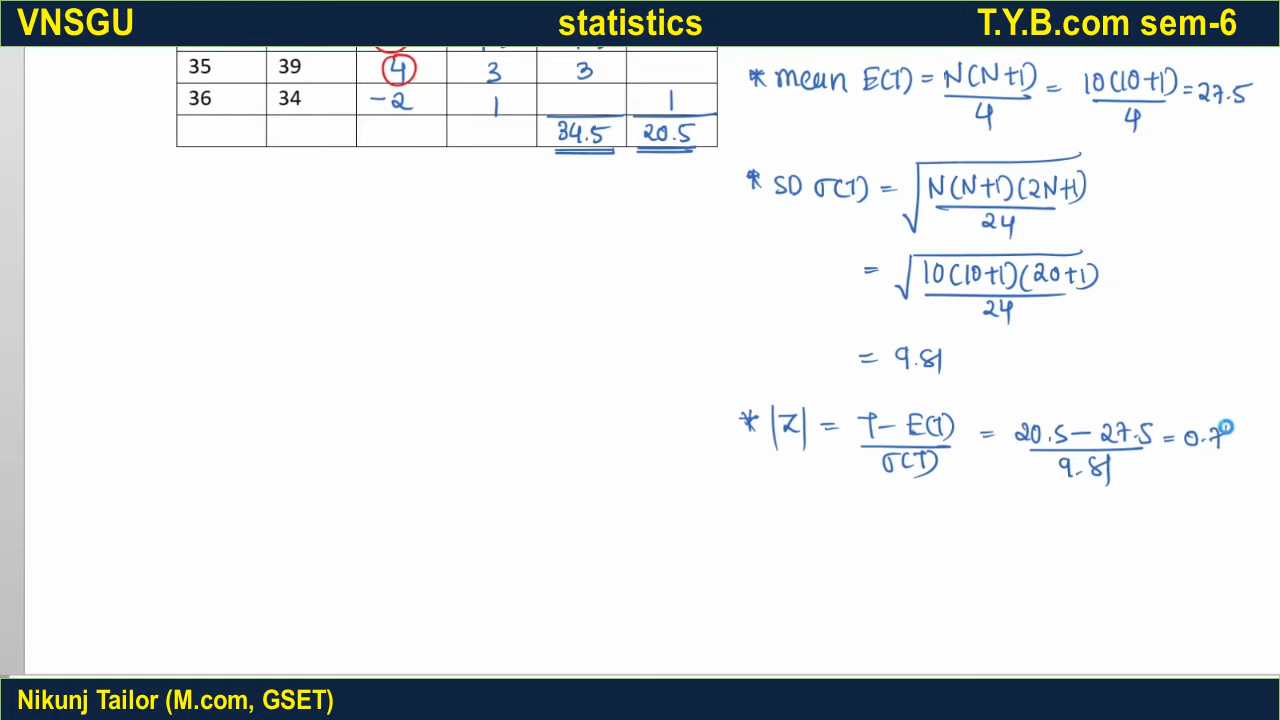 VNSGU statistics T.Y.B.com sem-6
35 39 4 3 3
36 34 -2 1 1
34.5 20.5
* mean E(T) = N(N+1)/4 = 10(10+1)/4 = 27.5
* SD σ(T) = √(N(N+1)(2N+1)/24)
= √(10(10+1)(20+1)/24)
= 9.81
* |Z| = T - E(T)/σ(T) = 20.5 - 27.5/9.81 = 0.7
Nikunj Tailor (M.com, GSET)